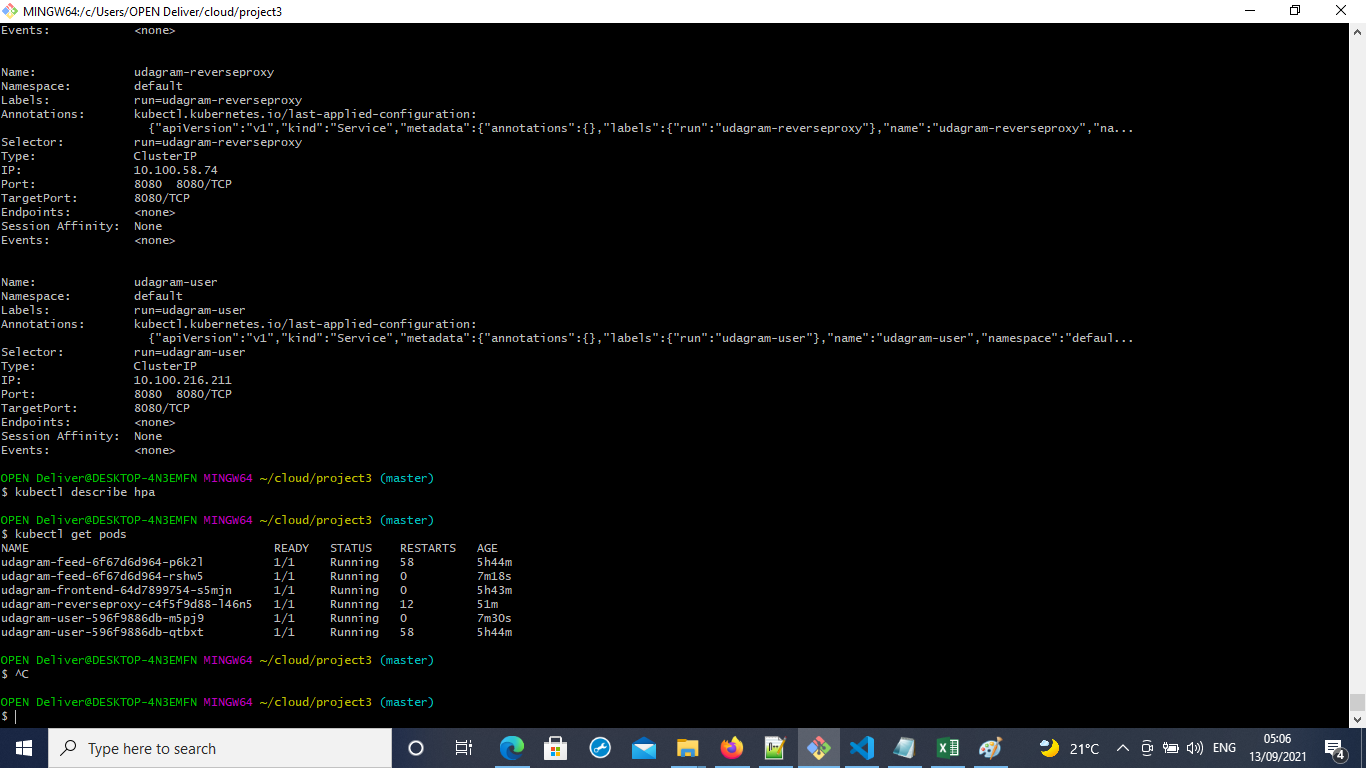 MINGW64:/c/Users/OPEN Deliver/cloud/project3
Events:            <none>
Name:              udagram-reverseproxy
Namespace:         default
Labels:            run=udagram-reverseproxy
Annotations:       kubectl.kubernetes.io/last-applied-configuration:
                     {"apiVersion":"v1","kind":"Service","metadata":{"annotations":{},"labels":{"run":"udagram-reverseproxy"},"name":"udagram-reverseproxy","na...
Selector:          run=udagram-reverseproxy
Type:              ClusterIP
IP:                10.100.58.74
Port:              8080  8080/TCP
TargetPort:        8080/TCP
Endpoints:         <none>
Session Affinity:  None
Events:            <none>
Name:              udagram-user
Namespace:         default
Labels:            run=udagram-user
Annotations:       kubectl.kubernetes.io/last-applied-configuration:
                     {"apiVersion":"v1","kind":"Service","metadata":{"annotations":{},"labels":{"run":"udagram-user"},"name":"udagram-user","namespace":"defaul...
Selector:          run=udagram-user
Type:              ClusterIP
IP:                10.100.216.211
Port:              8080  8080/TCP
TargetPort:        8080/TCP
Endpoints:         <none>
Session Affinity:  None
Events:            <none>
OPEN Deliver@DESKTOP-4N3EMFN MINGW64 ~/cloud/project3 (master)
$ kubectl describe hpa
OPEN Deliver@DESKTOP-4N3EMFN MINGW64 ~/cloud/project3 (master)
$ kubectl get pods
NAME                                   READY   STATUS    RESTARTS   AGE
udagram-feed-6f67d6d964-p6k2l          1/1     Running   58         5h44m
udagram-feed-6f67d6d964-rshw5          1/1     Running   0          7m18s
udagram-frontend-64d7899754-s5mjn      1/1     Running   0          5h43m
udagram-reverseproxy-c4f5f9d88-l46n5   1/1     Running   12         51m
udagram-user-596f9886db-m5pj9          1/1     Running   0          7m30s
udagram-user-596f9886db-qtbxt          1/1     Running   58         5h44m
OPEN Deliver@DESKTOP-4N3EMFN MINGW64 ~/cloud/project3 (master)
$ ^C
OPEN Deliver@DESKTOP-4N3EMFN MINGW64 ~/cloud/project3 (master)
$
Type here to search
21°C
ENG
05:06
13/09/2021
4